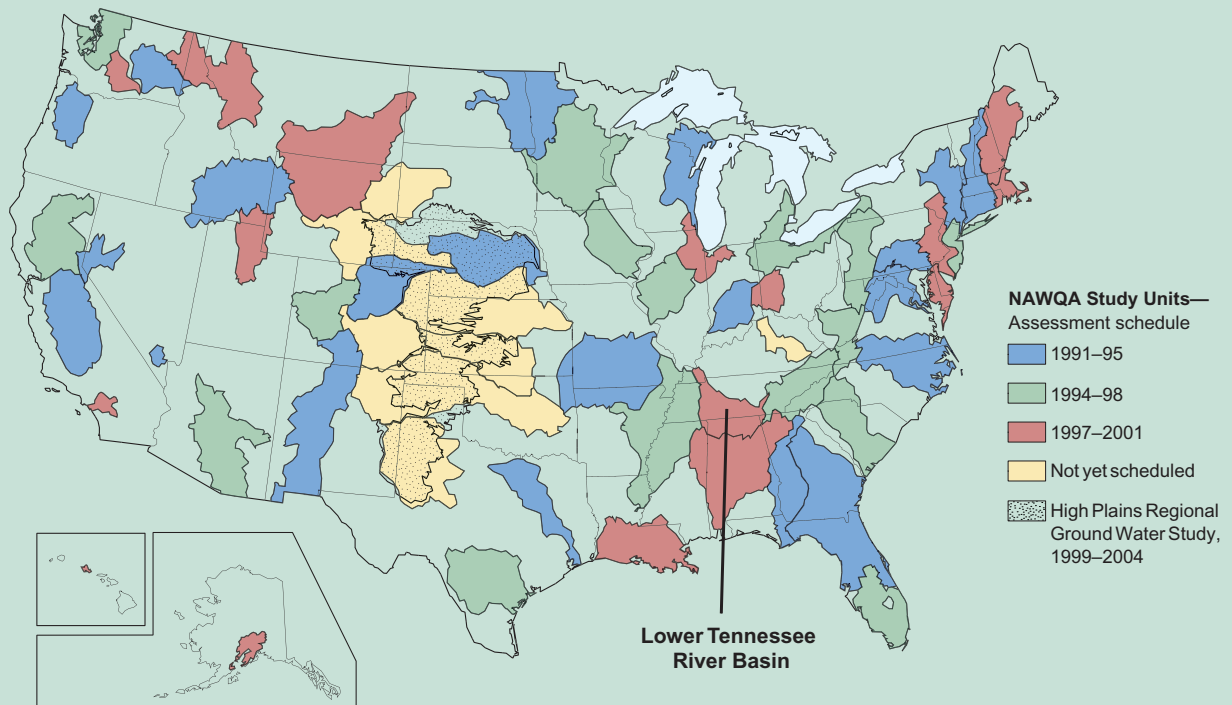 NAWQA Study Units—
Assessment schedule
1991–95
1994–98
1997–2001
Not yet scheduled
High Plains Regional
Ground Water Study,
1999–2004
Lower Tennessee
River Basin